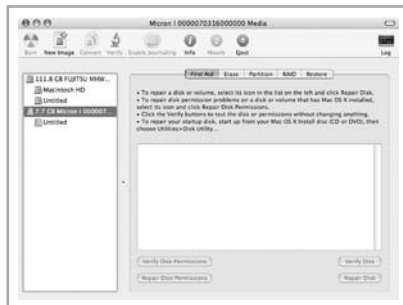 Micron I 0000070316000000 Media
Burn New Image Convert Verify Enable Journaling Info Mount Eject Log
First Aid Erase Partition RAID Restore
111.8 GB FUJITSU MHW...
Macintosh HD
Untitled
7.7 GB Micron I 000007...
Untitled
• To repair a disk or volume, select its icon in the list on the left and click Repair Disk.
• To repair disk permission problems on a disk or volume that has Mac OS X installed,
select its icon and click Repair Disk Permissions.
• Click the Verify buttons to test the disk or permissions without changing anything.
• To repair your startup disk, start up from your Mac OS X Install disc (CD or DVD), then
choose Utilities>Disk Utility...
Verify Disk Permissions Verify Disk
Repair Disk Permissions Repair Disk